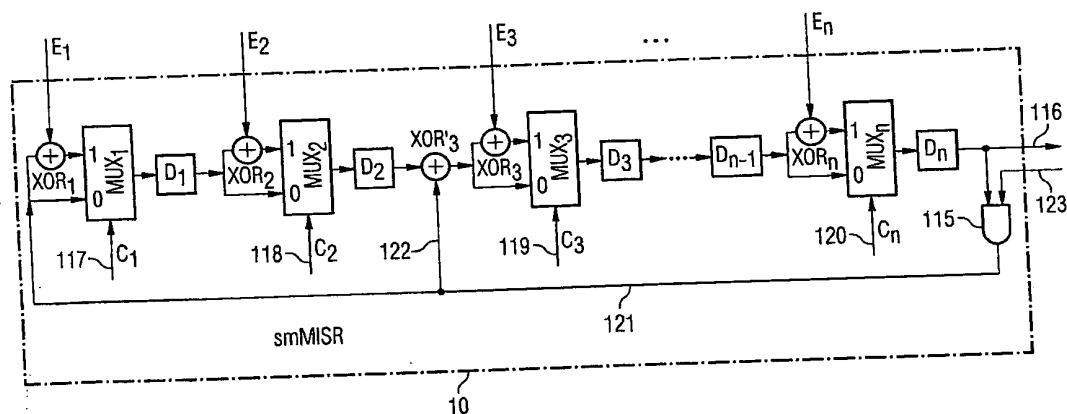 E1 E2 E3 ... En
XOR1 1 0 MUX1 D1 XOR2 1 0 MUX2 D2 XOR'3 XOR3 1 0 MUX3 D3 Dn–1 XORn 1 0 MUXn Dn 116
123
115
117 C1 118 C2 122 119 C3 120 Cn
121
smMISR
10